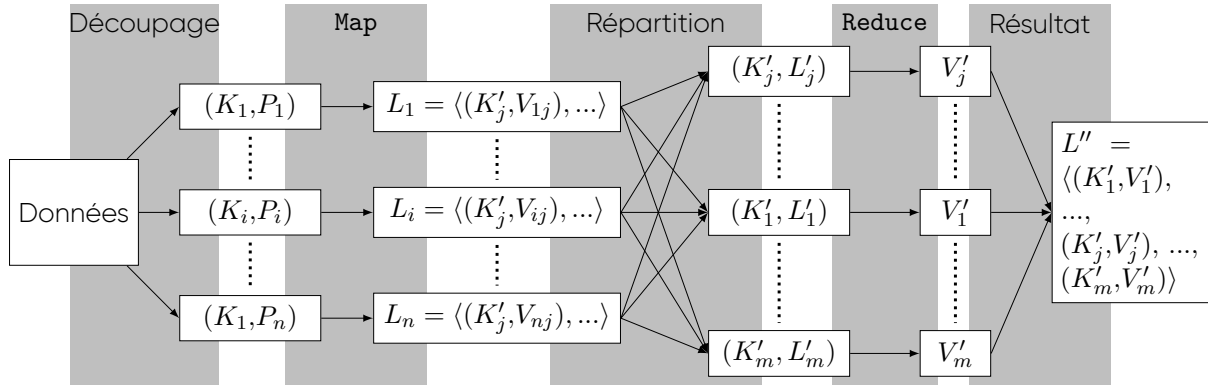 Découpage Map Répartition Reduce Résultat
(K′j, L′j) V′j
(K1,P1) L1 = ⟨(K′j,V1j), ...⟩
Données (Ki,Pi) Li = ⟨(K′j,Vij), ...⟩ (K′1, L′1) V′1
(K1,Pn) Ln = ⟨(K′j,Vnj), ...⟩
(K′m, L′m) V′m
L″ =
⟨(K′1,V′1),
...,
(K′j,V′j), ...,
(K′m,V′m)⟩